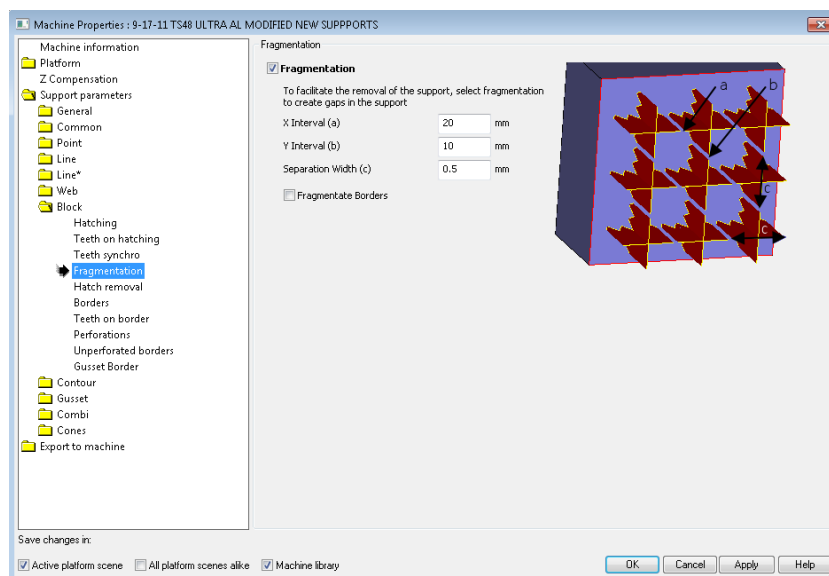 Machine Properties : 9-17-11 TS48 ULTRA AL MODIFIED NEW SUPPPORTS
Machine information
Platform
Z Compensation
Support parameters
General
Common
Point
Line
Line*
Web
Block
Hatching
Teeth on hatching
Teeth synchro
Fragmentation
Hatch removal
Borders
Teeth on border
Perforations
Unperforated borders
Gusset Border
Contour
Gusset
Combi
Cones
Export to machine
Fragmentation
Fragmentation
To facilitate the removal of the support, select fragmentation
to create gaps in the support
X Interval (a) 20 mm
Y Interval (b) 10 mm
Separation Width (c) 0.5 mm
Fragmentate Borders
a b
c
c
Save changes in:
Active platform scene All platform scenes alike Machine library
OK Cancel Apply Help